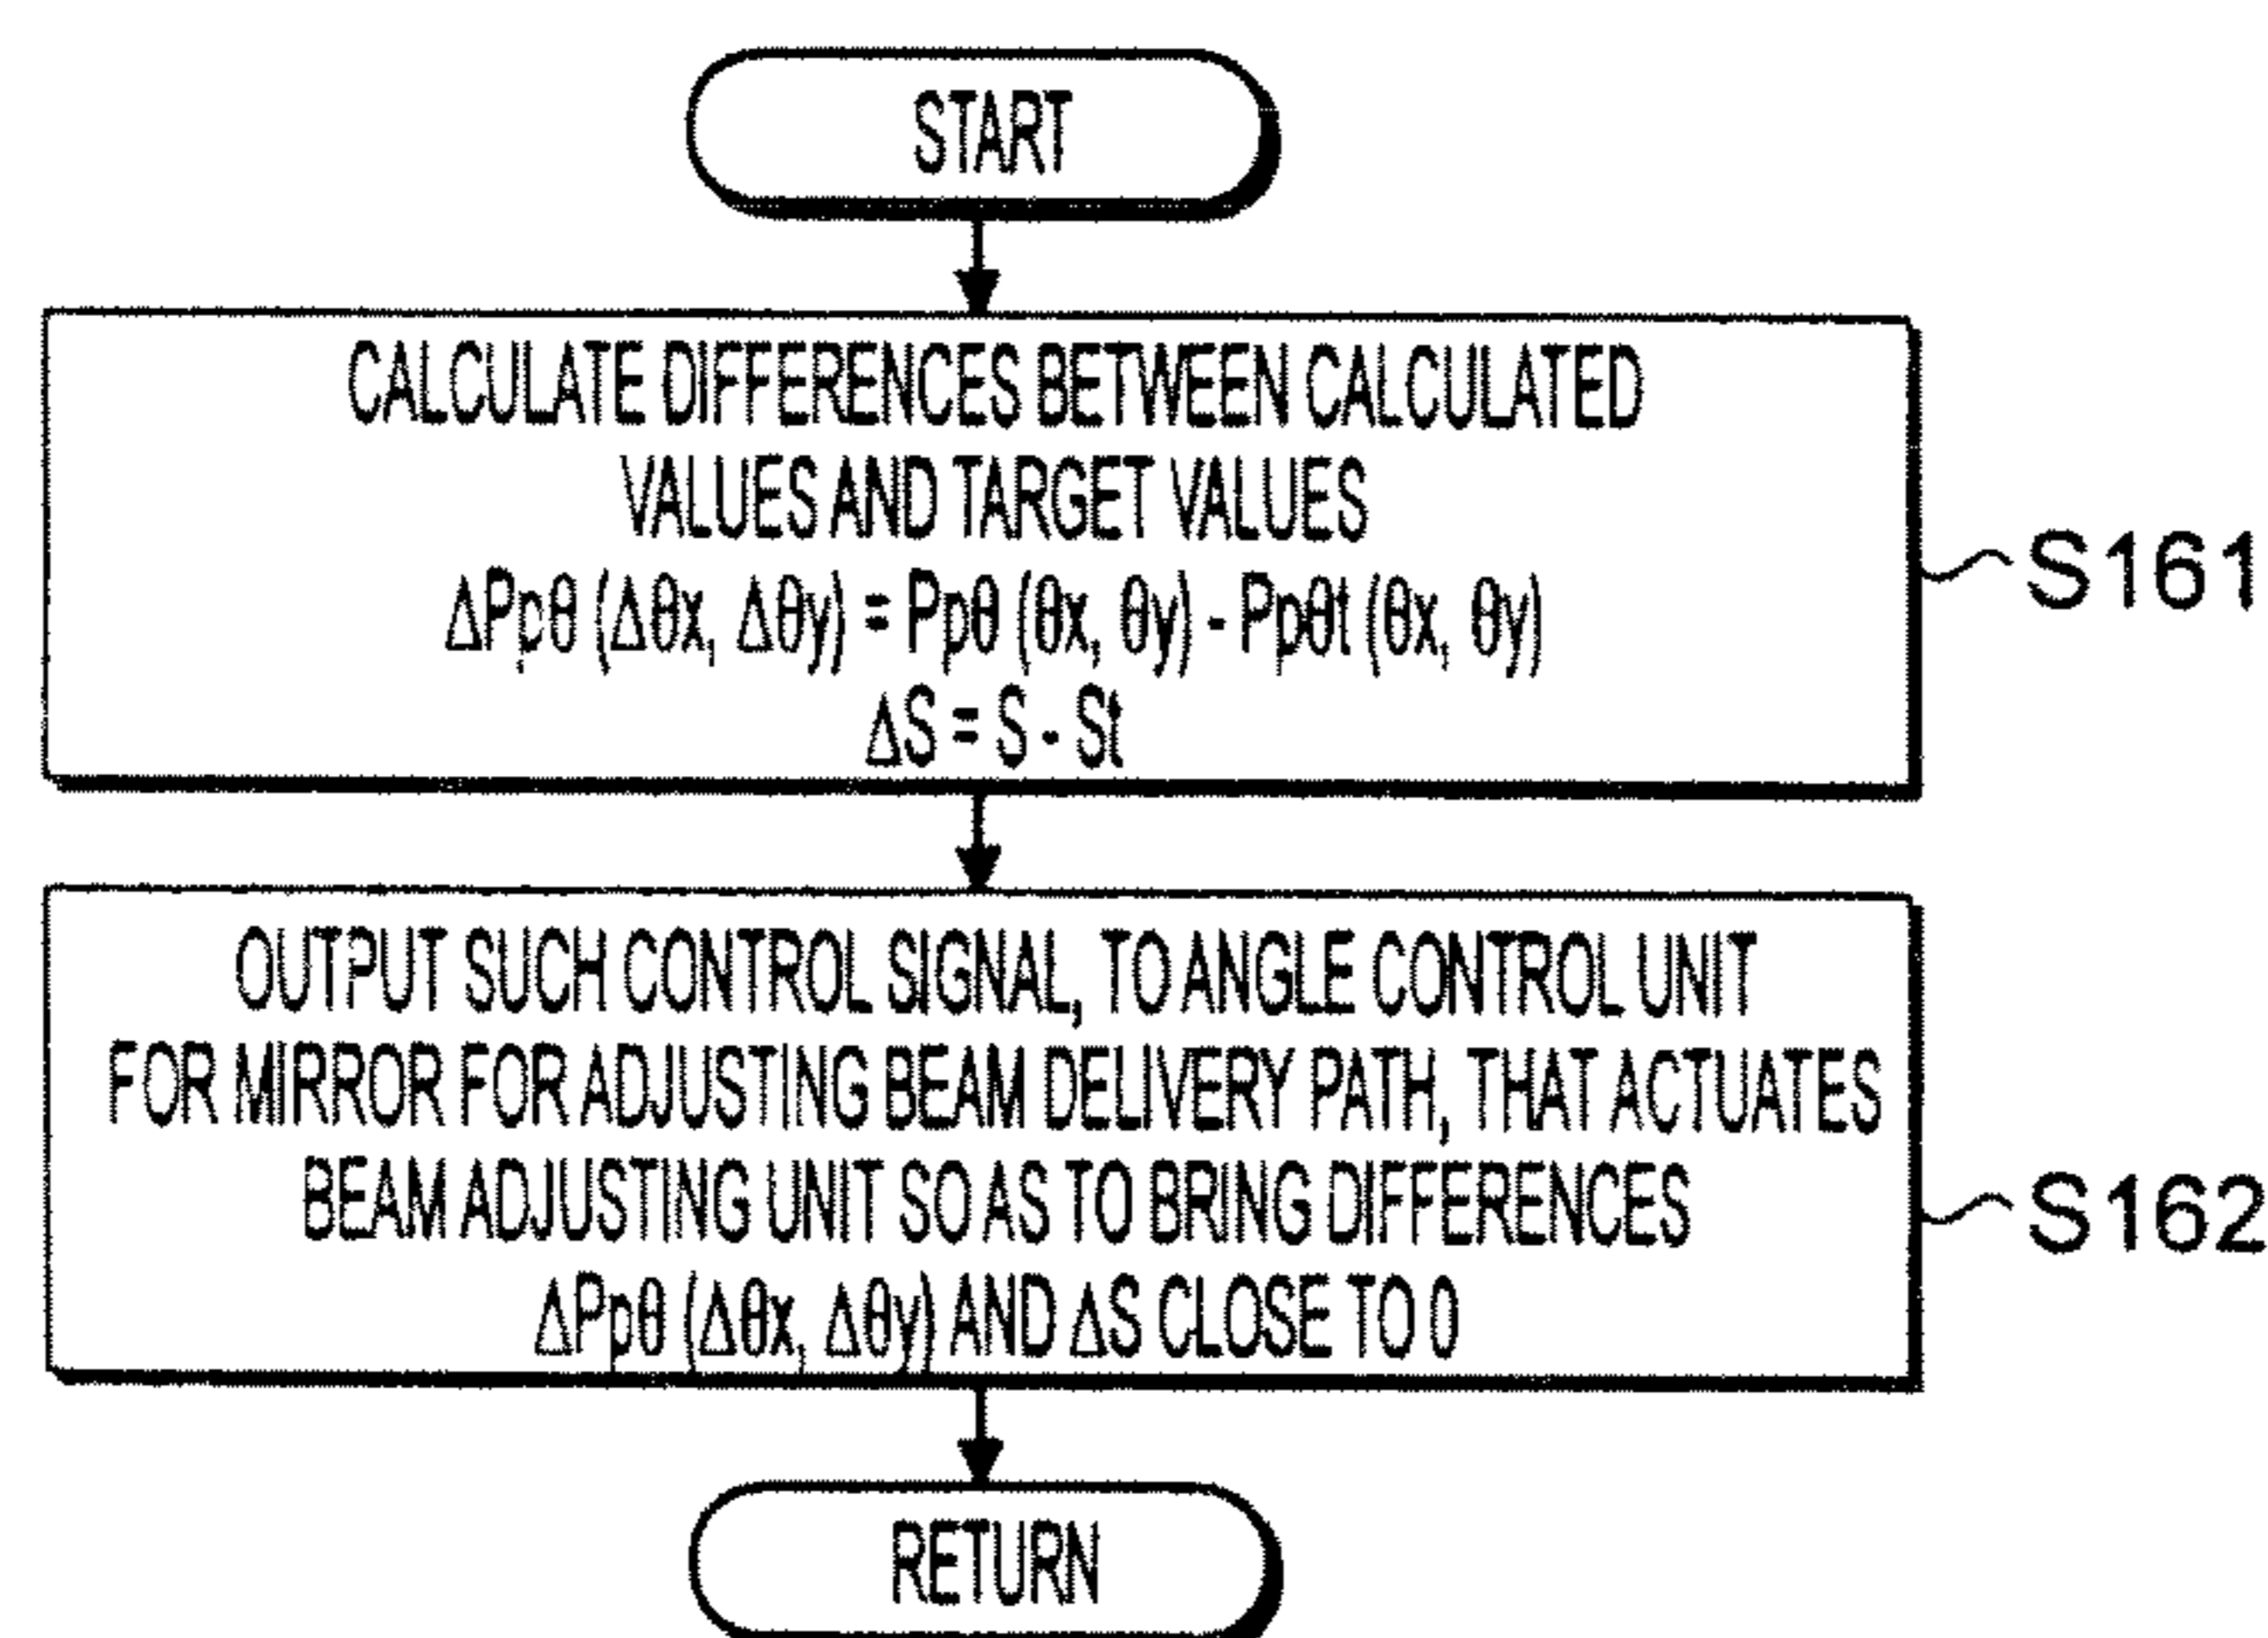 START
CALCULATE DIFFERENCES BETWEEN CALCULATED
VALUES AND TARGET VALUES
ΔPpθ (Δθx, Δθy) = Ppθ (θx, θy) - Ppθt (θx, θy)
ΔS = S - St
S161
OUTPUT SUCH CONTROL SIGNAL, TO ANGLE CONTROL UNIT
FOR MIRROR FOR ADJUSTING BEAM DELIVERY PATH, THAT ACTUATES
BEAM ADJUSTING UNIT SO AS TO BRING DIFFERENCES
ΔPpθ (Δθx, Δθy) AND ΔS CLOSE TO 0
S162
RETURN